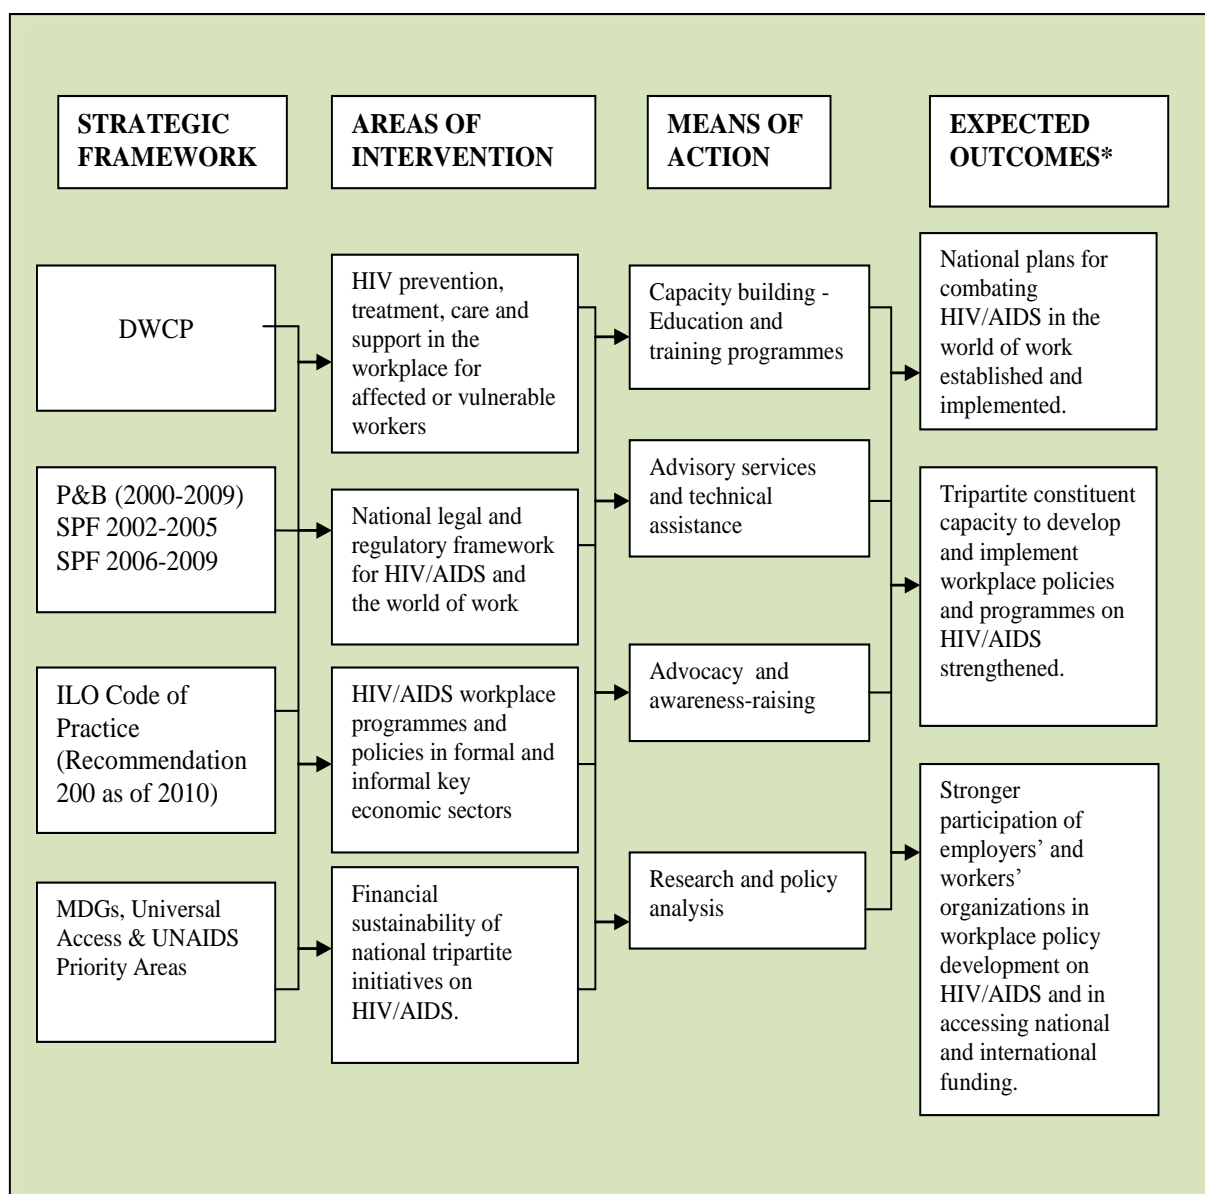 STRATEGIC
FRAMEWORK
AREAS OF
INTERVENTION
MEANS OF
ACTION
EXPECTED
OUTCOMES*
DWCP
P&B (2000-2009)
SPF 2002-2005
SPF 2006-2009
ILO Code of
Practice
(Recommendation
200 as of 2010)
MDGs, Universal
Access & UNAIDS
Priority Areas
HIV prevention,
treatment, care and
support in the
workplace for
affected or vulnerable
workers
National legal and
regulatory framework
for HIV/AIDS and
the world of work
HIV/AIDS workplace
programmes and
policies in formal and
informal key
economic sectors
Financial
sustainability of
national tripartite
initiatives on
HIV/AIDS.
Capacity building -
Education and
training programmes
Advisory services
and technical
assistance
Advocacy and
awareness-raising
Research and policy
analysis
National plans for
combating
HIV/AIDS in the
world of work
established and
implemented.
Tripartite constituent
capacity to develop
and implement
workplace policies
and programmes on
HIV/AIDS
strengthened.
Stronger
participation of
employers’ and
workers’
organizations in
workplace policy
development on
HIV/AIDS and in
accessing national
and international
funding.